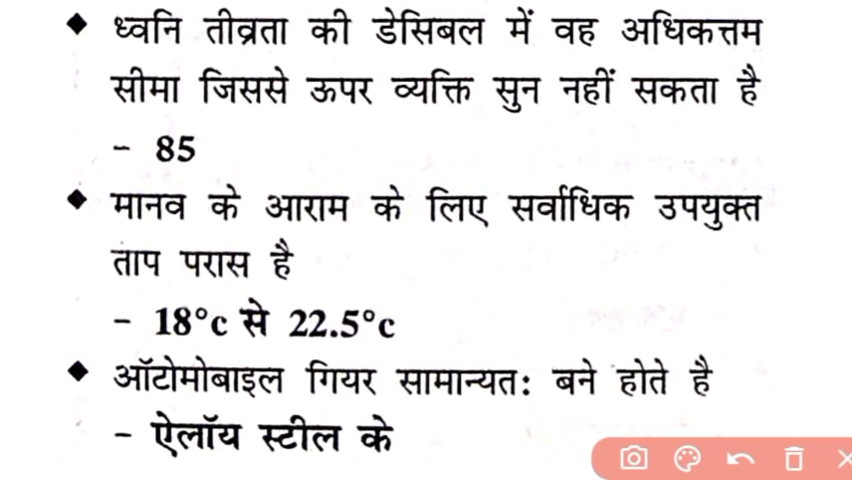 ◆ ध्वनि तीव्रता की डेसिबल में वह अधिकत्तम
सीमा जिससे ऊपर व्यक्ति सुन नहीं सकता है
– 85
◆ मानव के आराम के लिए सर्वाधिक उपयुक्त
ताप परास है
– 18°c से 22.5°c
◆ ऑटोमोबाइल गियर सामान्यत: बने होते है
– ऐलॉय स्टील के